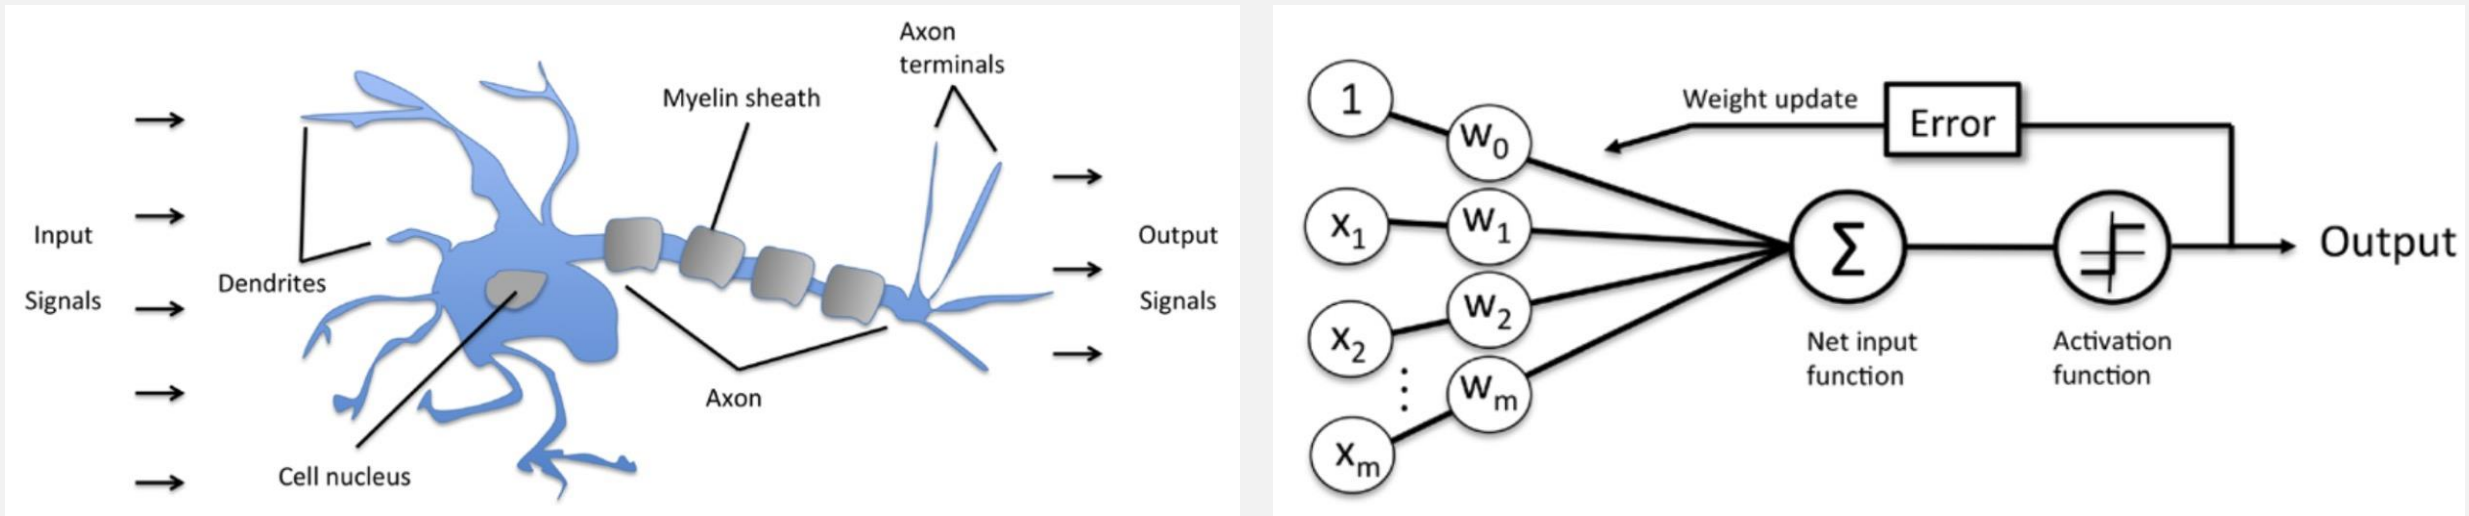 Axon
terminals
Myelin sheath
Input
Signals
Dendrites
Output
Signals
Axon
Cell nucleus
1
w₀
Weight update
Error
x₁
w₁
Σ
Output
x₂
w₂
Net input
function
Activation
function
⋮
wₘ
xₘ